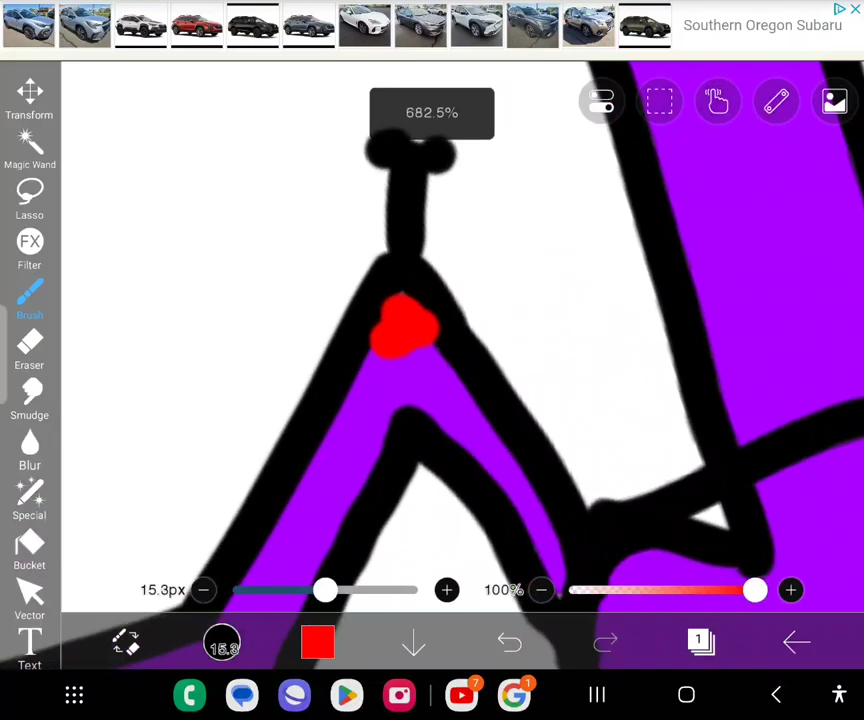 Southern Oregon Subaru
682.5%
Transform
Magic Wand
Lasso
FX
Filter
Brush
Eraser
Smudge
Blur
Special
Bucket
Vector
T
Text
15.3px
100%
15.3
1
7
1